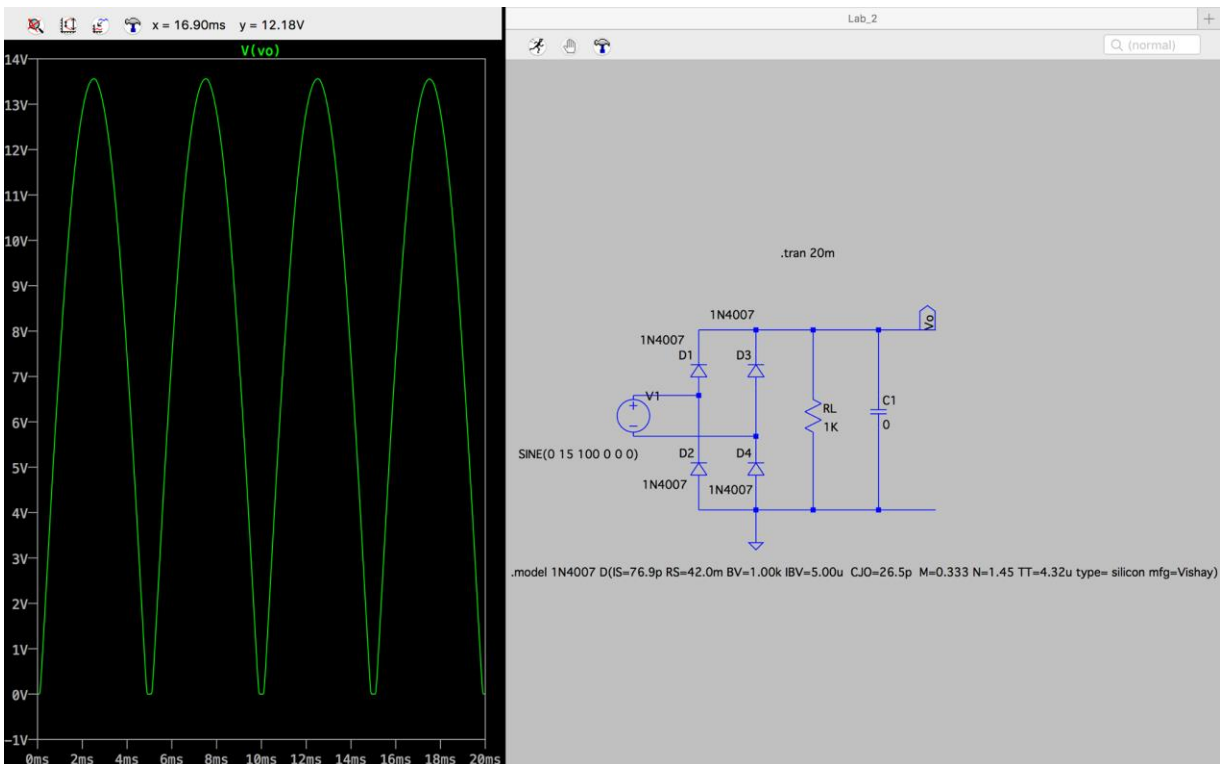 x = 16.90ms y = 12.18V
V(vo)
14V
13V
12V
11V
10V
9V
8V
7V
6V
5V
4V
3V
2V
1V
0V
-1V
0ms 2ms 4ms 6ms 8ms 10ms 12ms 14ms 16ms 18ms 20ms
Lab_2
+
(normal)
.tran 20m
1N4007
Vo
1N4007
D1 D3
V1
RL
1K
C1
0
SINE(0 15 100 0 0 0)
D2 D4
1N4007 1N4007
.model 1N4007 D(IS=76.9p RS=42.0m BV=1.00k IBV=5.00u CJO=26.5p M=0.333 N=1.45 TT=4.32u type= silicon mfg=Vishay)